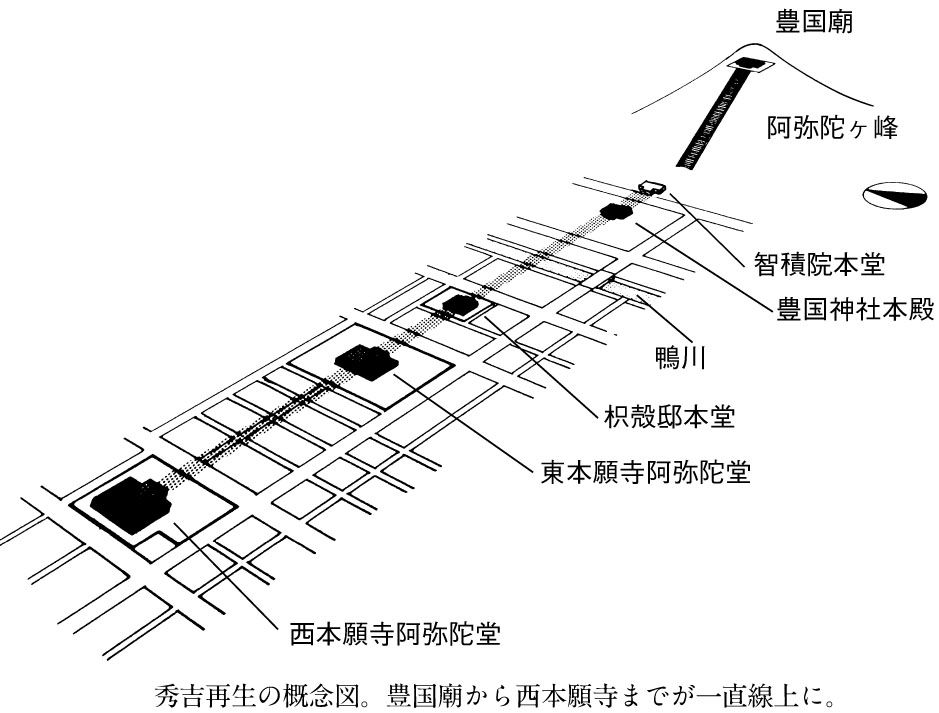 豊国廟
阿弥陀ヶ峰
智積院本堂
豊国神社本殿
鴨川
枳殻邸本堂
東本願寺阿弥陀堂
西本願寺阿弥陀堂
秀吉再生の概念図。豊国廟から西本願寺までが一直線上に。